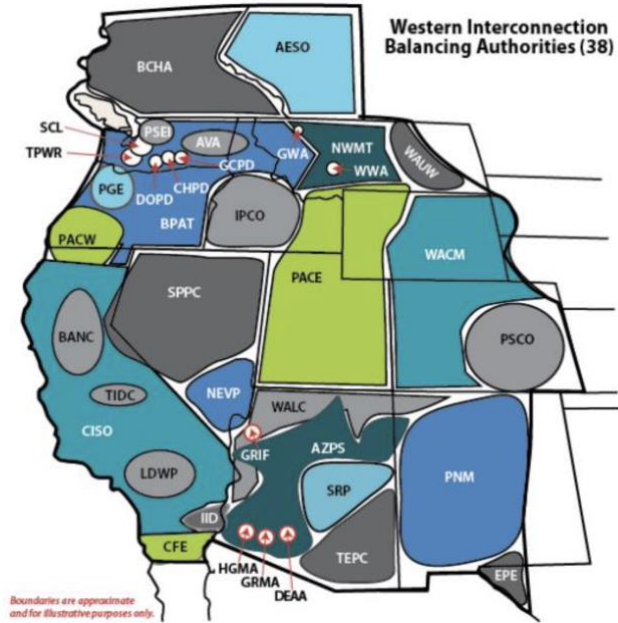 Western Interconnection
Balancing Authorities (38)
AESO
BCHA
SCL
PSEI
AVA
TPWR
GCPD
GWA
NWMT
WWA
WAUW
PGE
DOPD
CHPD
BPAT
IPCO
PACW
PACE
WACM
SPPC
BANC
PSCO
TIDC
NEVP
WALC
CISO
GRIF
AZPS
LDWP
SRP
PNM
IID
CFE
HGMA
GRMA
DEAA
TEPC
EPE
Boundaries are approximate
and for illustrative purposes only.